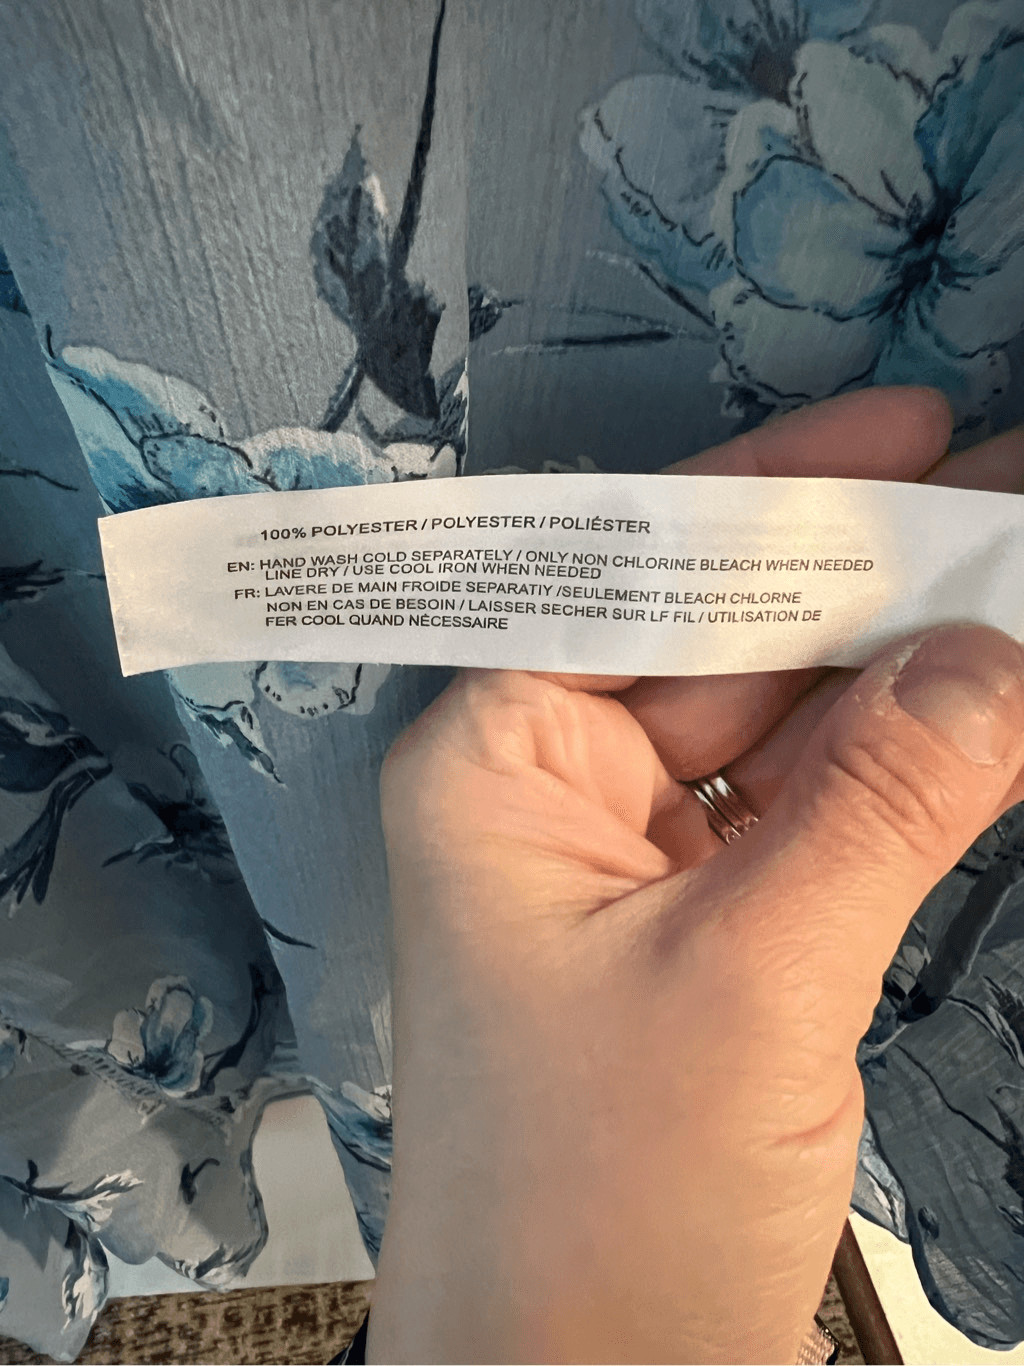 100% POLYESTER / POLYESTER / POLIÉSTER
EN: HAND WASH COLD SEPARATELY / ONLY NON CHLORINE BLEACH WHEN NEEDED
LINE DRY / USE COOL IRON WHEN NEEDED
FR: LAVERE DE MAIN FROIDE SEPARATIY /SEULEMENT BLEACH CHLORNE
NON EN CAS DE BESOIN / LAISSER SECHER SUR LF FIL / UTILISATION DE
FER COOL QUAND NÉCESSAIRE